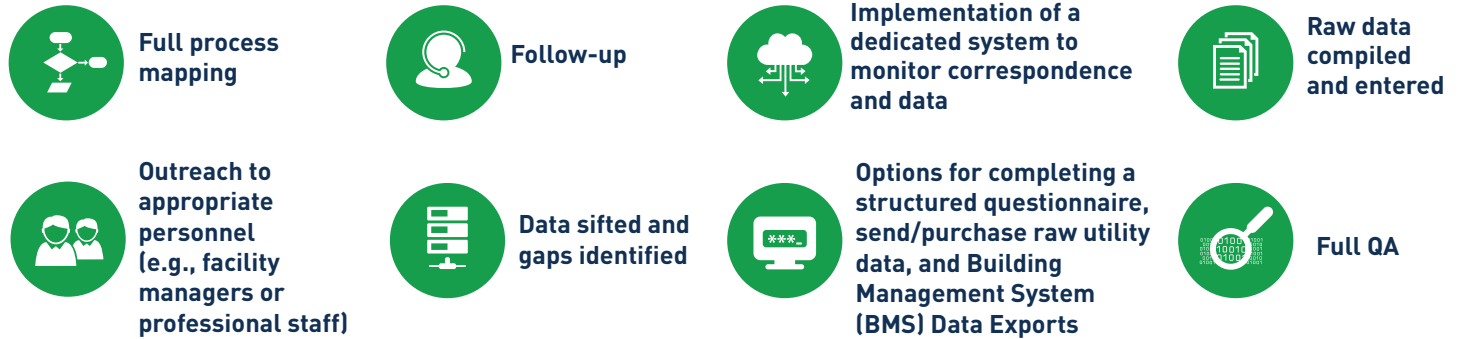 Full process
mapping
Follow-up
Implementation of a
dedicated system to
monitor correspondence
and data
Raw data
compiled
and entered
Outreach to
appropriate
personnel
(e.g., facility
managers or
professional staff)
Data sifted and
gaps identified
***_
Options for completing a
structured questionnaire,
send/purchase raw utility
data, and Building
Management System
(BMS) Data Exports
Full QA